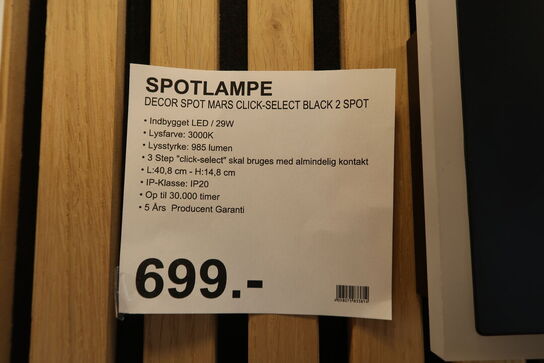 SPOTLAMPE
DECOR SPOT MARS CLICK-SELECT BLACK 2 SPOT
• Indbygget LED / 29W
• Lysfarve: 3000K
• Lysstyrke: 985 lumen
• 3 Step "click-select" skal bruges med almindelig kontakt
• L:40,8 cm - H:14,8 cm
• IP-Klasse: IP20
• Op til 30.000 timer
• 5 Års Producent Garanti
699.-